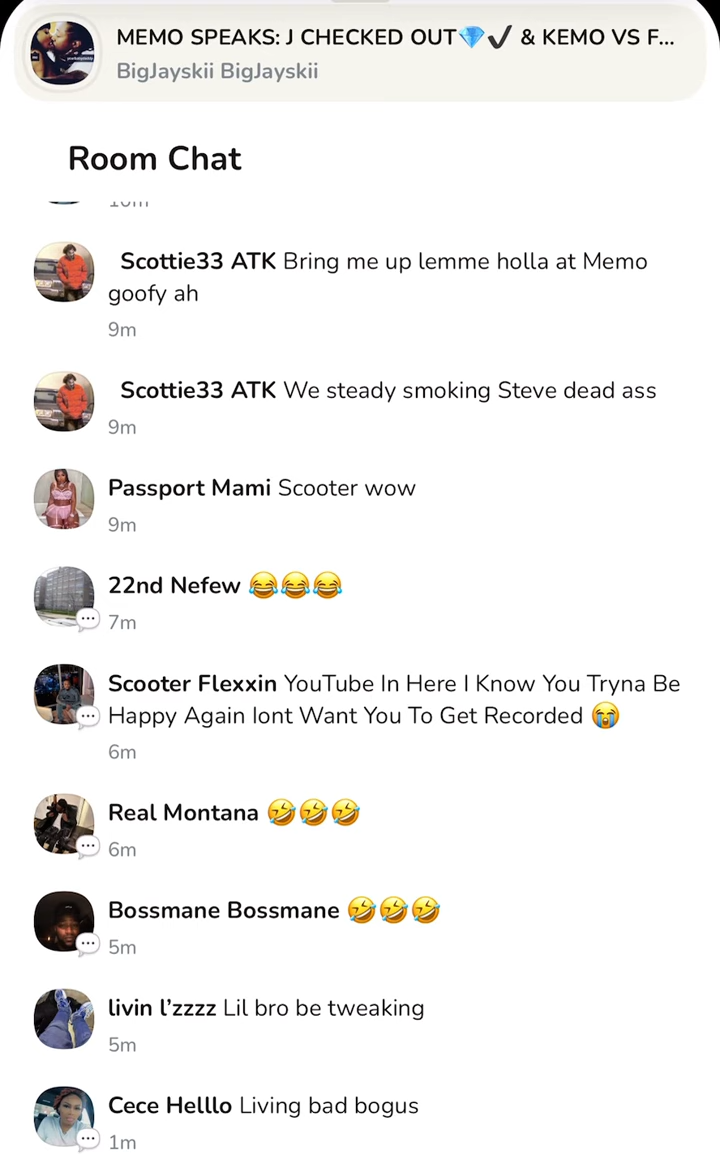 MEMO SPEAKS: J CHECKED OUT💎✔️ & KEMO VS F...
BigJayskii BigJayskii
Room Chat
10m
Scottie33 ATK Bring me up lemme holla at Memo
goofy ah
9m
Scottie33 ATK We steady smoking Steve dead ass
9m
Passport Mami Scooter wow
9m
22nd Nefew 😂😂😂
7m
Scooter Flexxin YouTube In Here I Know You Tryna Be
Happy Again Iont Want You To Get Recorded 😭
6m
Real Montana 🤣🤣🤣
6m
Bossmane Bossmane 🤣🤣🤣
5m
livin l’zzzz Lil bro be tweaking
5m
Cece Helllo Living bad bogus
1m